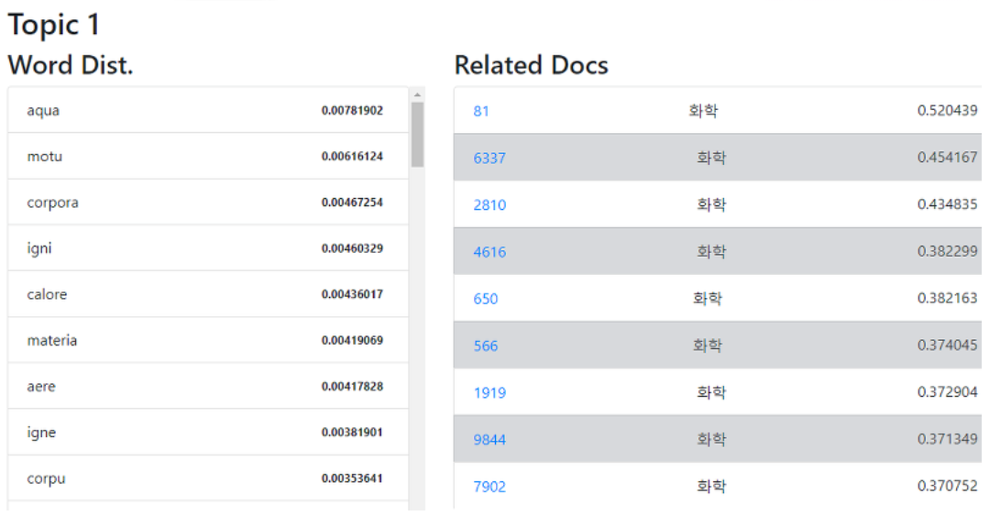 Topic 1
Word Dist.
aqua 0.00781902
motu 0.00616124
corpora 0.00467254
igni 0.00460329
calore 0.00436017
materia 0.00419069
aere 0.00417828
igne 0.00381901
corpu 0.00353641
Related Docs
81 화학 0.520439
6337 화학 0.454167
2810 화학 0.434835
4616 화학 0.382299
650 화학 0.382163
566 화학 0.374045
1919 화학 0.372904
9844 화학 0.371349
7902 화학 0.370752